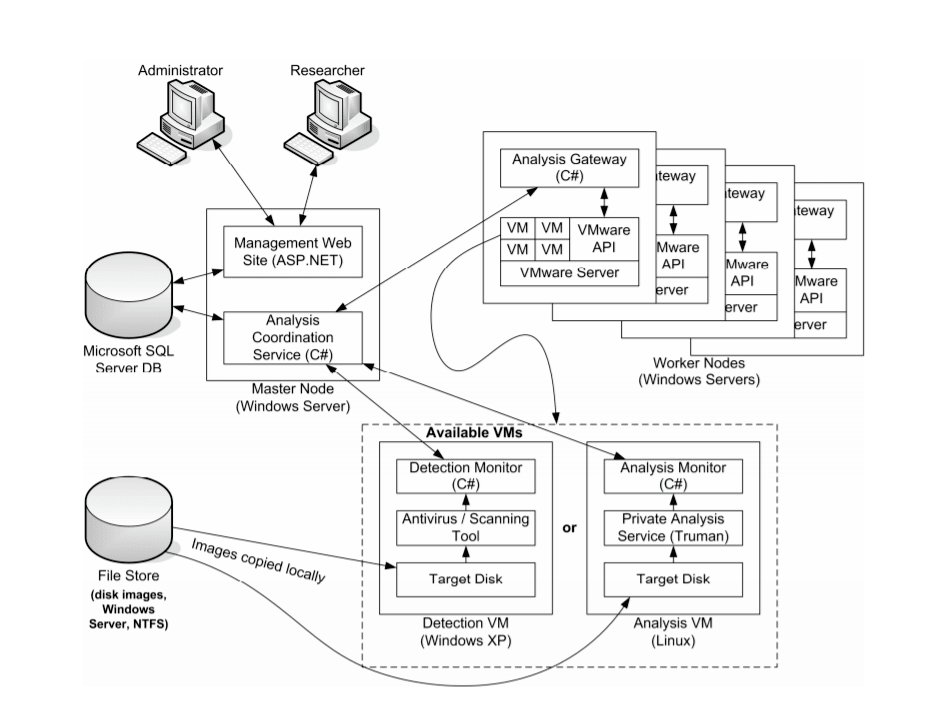 Administrator
Researcher
Management Web
Site (ASP.NET)
Analysis
Coordination
Service (C#)
Master Node
(Windows Server)
Microsoft SQL
Server DB
Analysis Gateway
(C#)
VM
VM
VM
VM
VMware
API
VMware Server
teway
Mware
API
erver
ateway
Mware
API
erver
ateway
Mware
API
erver
Worker Nodes
(Windows Servers)
Available VMs
Detection Monitor
(C#)
Antivirus / Scanning
Tool
Target Disk
Detection VM
(Windows XP)
or
Analysis Monitor
(C#)
Private Analysis
Service (Truman)
Target Disk
Analysis VM
(Linux)
Images copied locally
File Store
(disk images,
Windows
Server, NTFS)